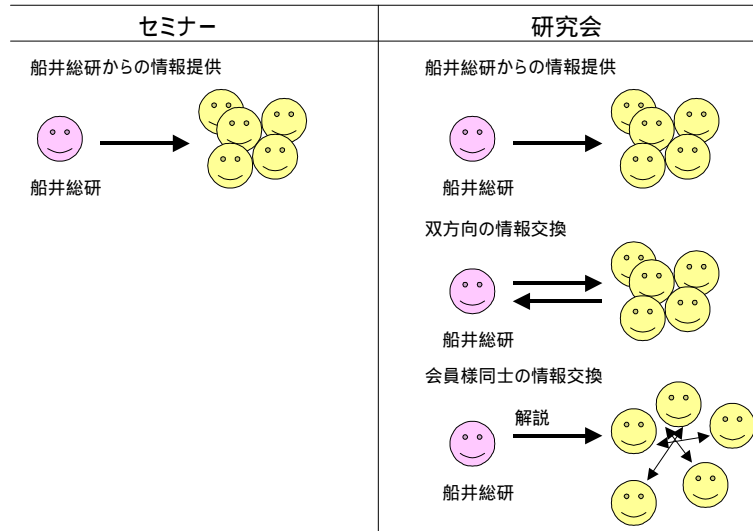 セミナー
研究会
船井総研からの情報提供
船井総研
船井総研からの情報提供
船井総研
双方向の情報交換
船井総研
会員様同士の情報交換
解説
船井総研